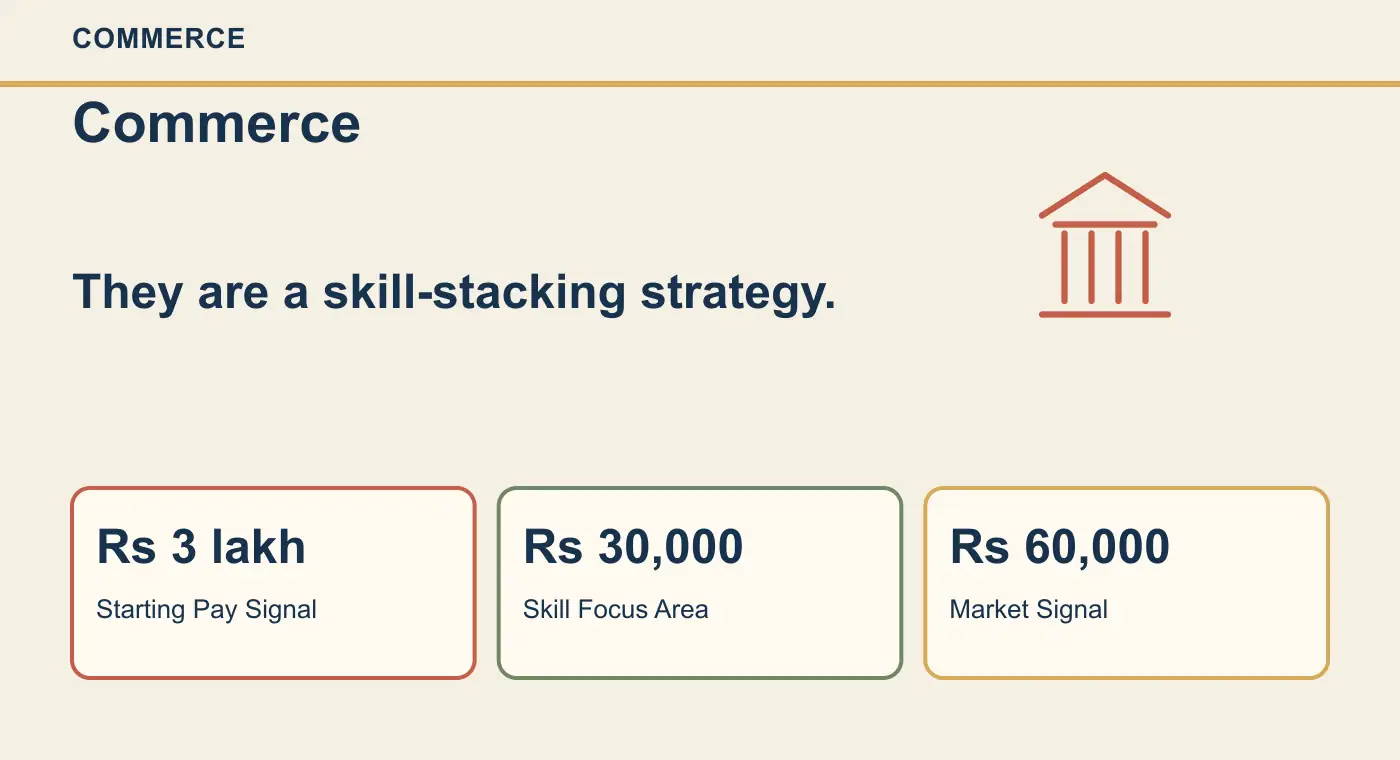 COMMERCE
Commerce
They are a skill-stacking strategy.
Rs 3 lakh
Starting Pay Signal
Rs 30,000
Skill Focus Area
Rs 60,000
Market Signal